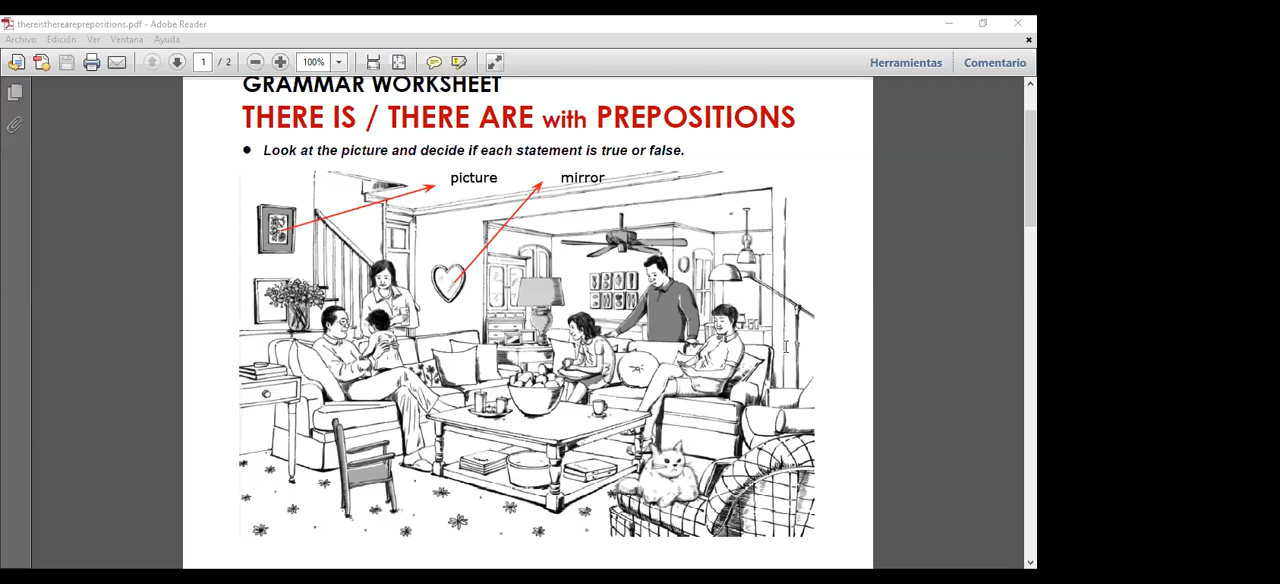 thereisthereareprepositions.pdf - Adobe Reader
Archivo Edición Ver Ventana Ayuda
1 / 2 100% Herramientas Comentario
GRAMMAR WORKSHEET
THERE IS / THERE ARE with PREPOSITIONS
● Look at the picture and decide if each statement is true or false.
picture mirror